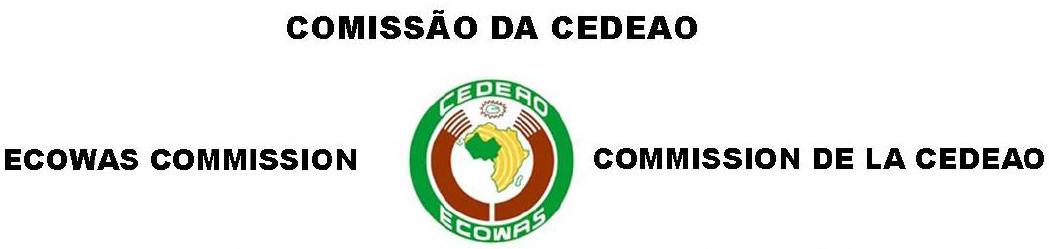 COMISSÃO DA CEDEAO
CEDEAO
ECOWAS COMMISSION
COMMISSION DE LA CEDEAO
ECOWAS